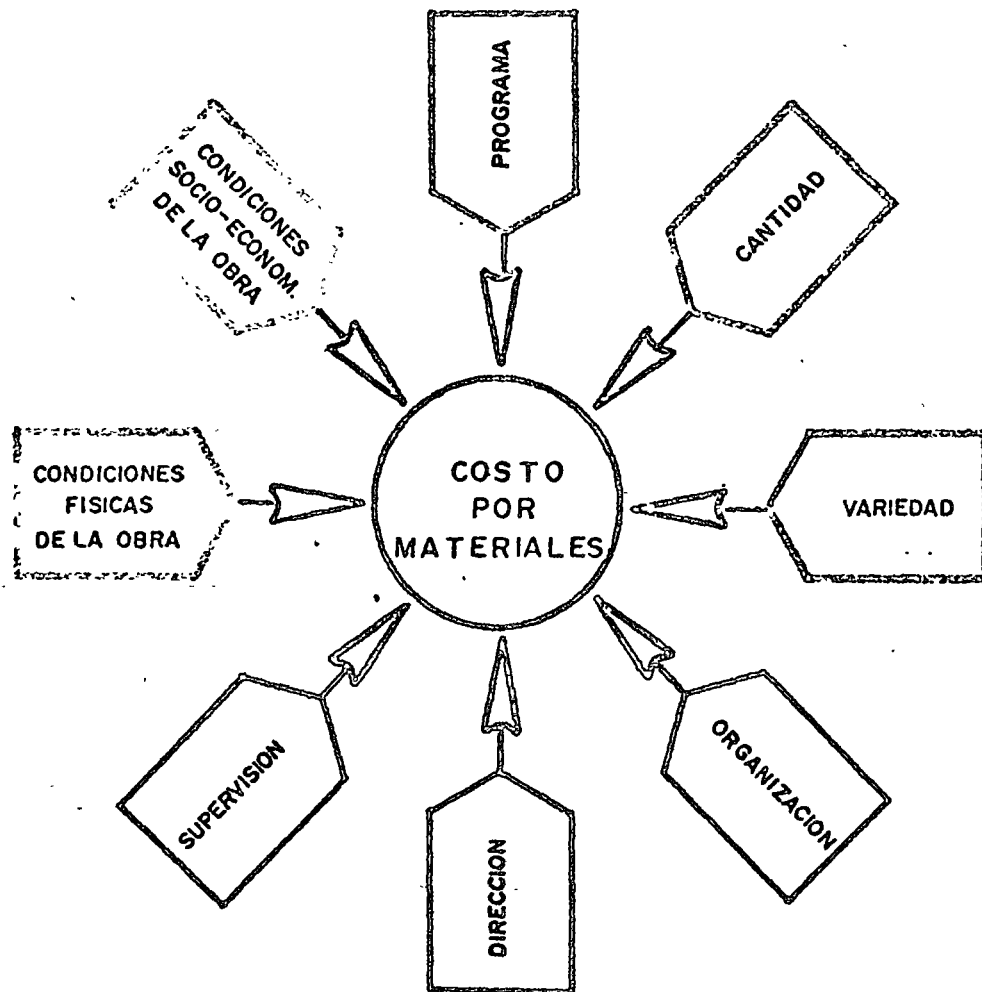 PROGRAMA
CANTIDAD
VARIEDAD
ORGANIZACION
DIRECCION
SUPERVISION
CONDICIONES
FISICAS
DE LA OBRA
CONDICIONES
SOCIO-ECONOM.
DE LA OBRA
COSTO
POR
MATERIALES